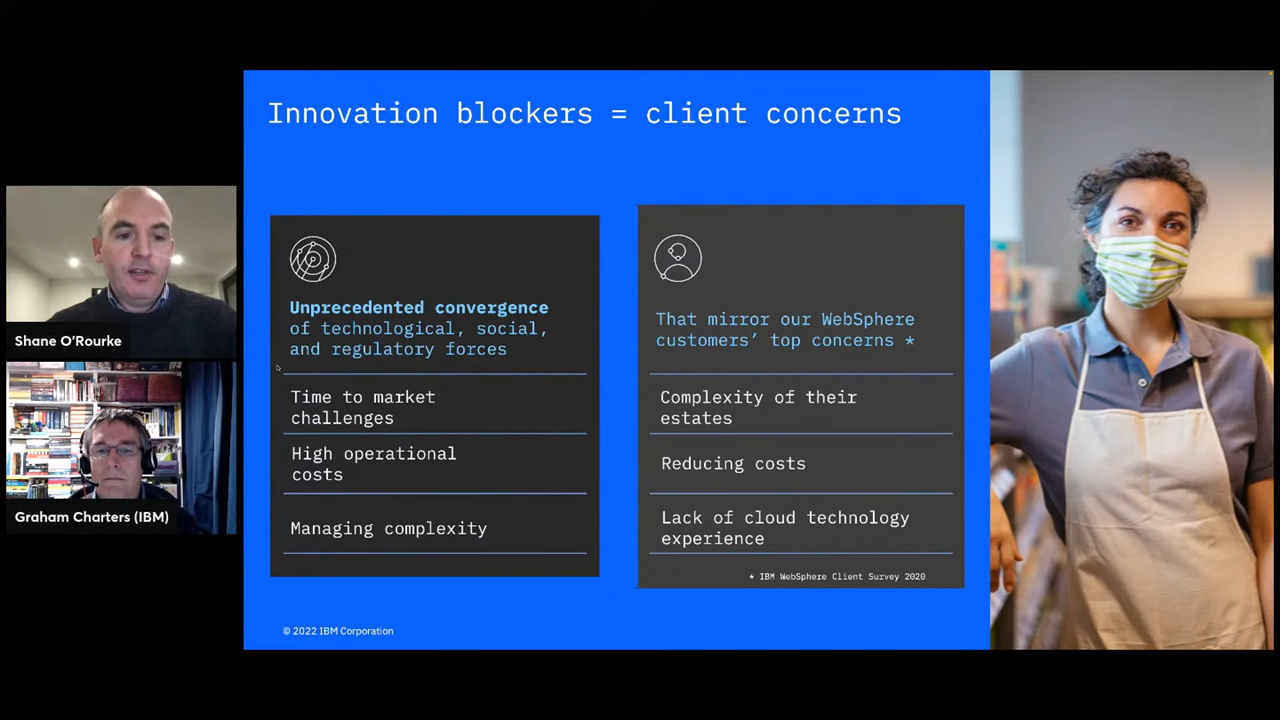 Innovation blockers = client concerns
Shane O'Rourke
Graham Charters (IBM)
Unprecedented convergence
of technological, social,
and regulatory forces
Time to market
challenges
High operational
costs
Managing complexity
That mirror our WebSphere
customers' top concerns *
Complexity of their
estates
Reducing costs
Lack of cloud technology
experience
* IBM WebSphere Client Survey 2020
© 2022 IBM Corporation